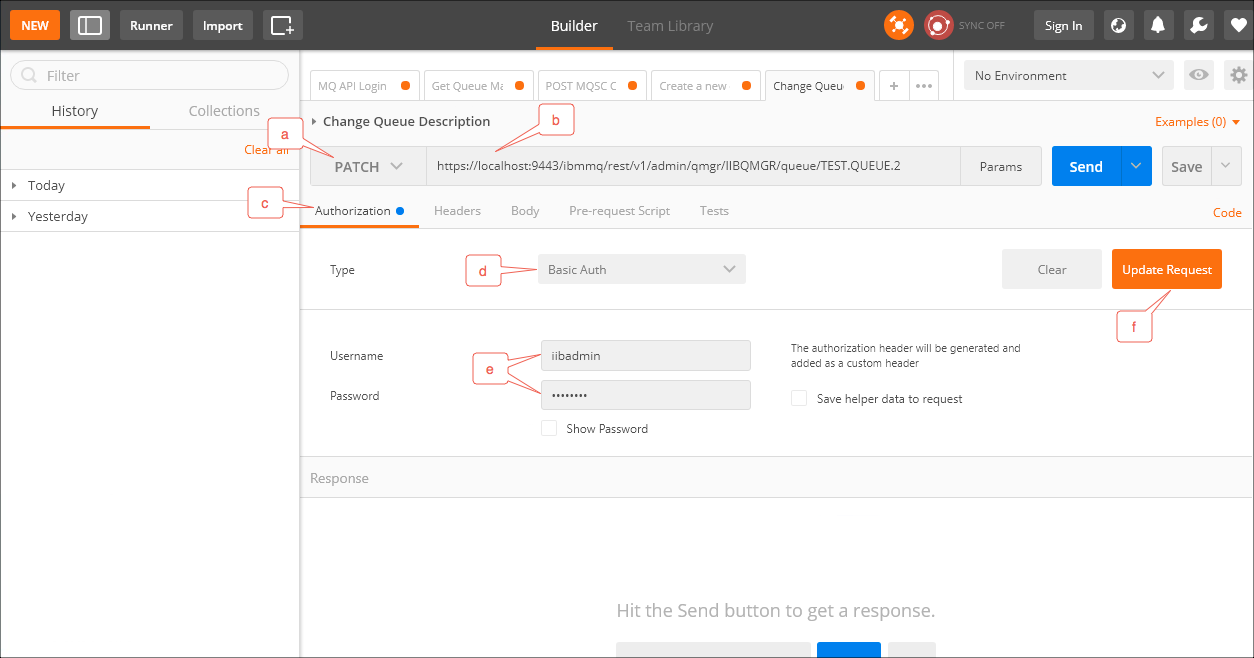 NEW Runner Import Builder Team Library SYNC OFF Sign In
Filter
No Environment
MQ API Login Get Queue Ma POST MQSC C Create a new Change Queu + •••
History Collections
Change Queue Description
Examples (0)
a
b
Clear all
PATCH https://localhost:9443/ibmmq/rest/v1/admin/qmgr/IIBQMGR/queue/TEST.QUEUE.2 Params Send Save
Today
Yesterday
c
Authorization Headers Body Pre-request Script Tests Code
Type d Basic Auth Clear Update Request
f
Username iibadmin
e
Password ••••••••
Show Password
The authorization header will be generated and
added as a custom header
Save helper data to request
Response
Hit the Send button to get a response.